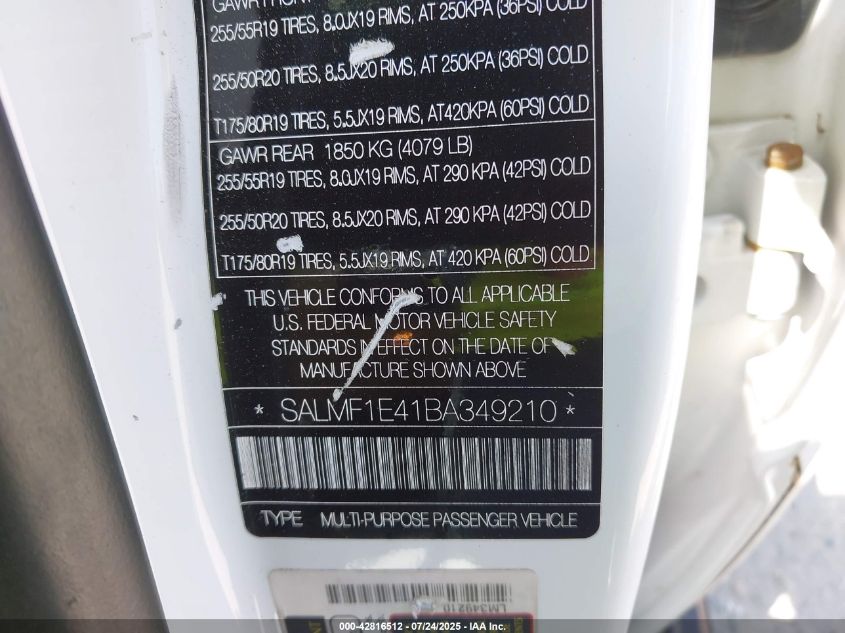 GAWR FRONT
255/55R19 TIRES, 8.0JX19 RIMS, AT 250KPA (36PSI) COLD
255/50R20 TIRES, 8.5JX20 RIMS, AT 250KPA (36PSI) COLD
T175/80R19 TIRES, 5.5JX19 RIMS, AT420KPA (60PSI) COLD
GAWR REAR 1850 KG (4079 LB)
255/55R19 TIRES, 8.0JX19 RIMS, AT 290 KPA (42PSI) COLD
255/50R20 TIRES, 8.5JX20 RIMS, AT 290 KPA (42PSI) COLD
T175/80R19 TIRES, 5.5JX19 RIMS, AT 420 KPA (60PSI) COLD
THIS VEHICLE CONFORMS TO ALL APPLICABLE
U.S. FEDERAL MOTOR VEHICLE SAFETY
STANDARDS IN EFFECT ON THE DATE OF
MANUFACTURE SHOWN ABOVE
* SALMF1E41BA349210 *
TYPE MULTI-PURPOSE PASSENGER VEHICLE
LM349210
000-42816512 - 07/24/2025 - IAA Inc.